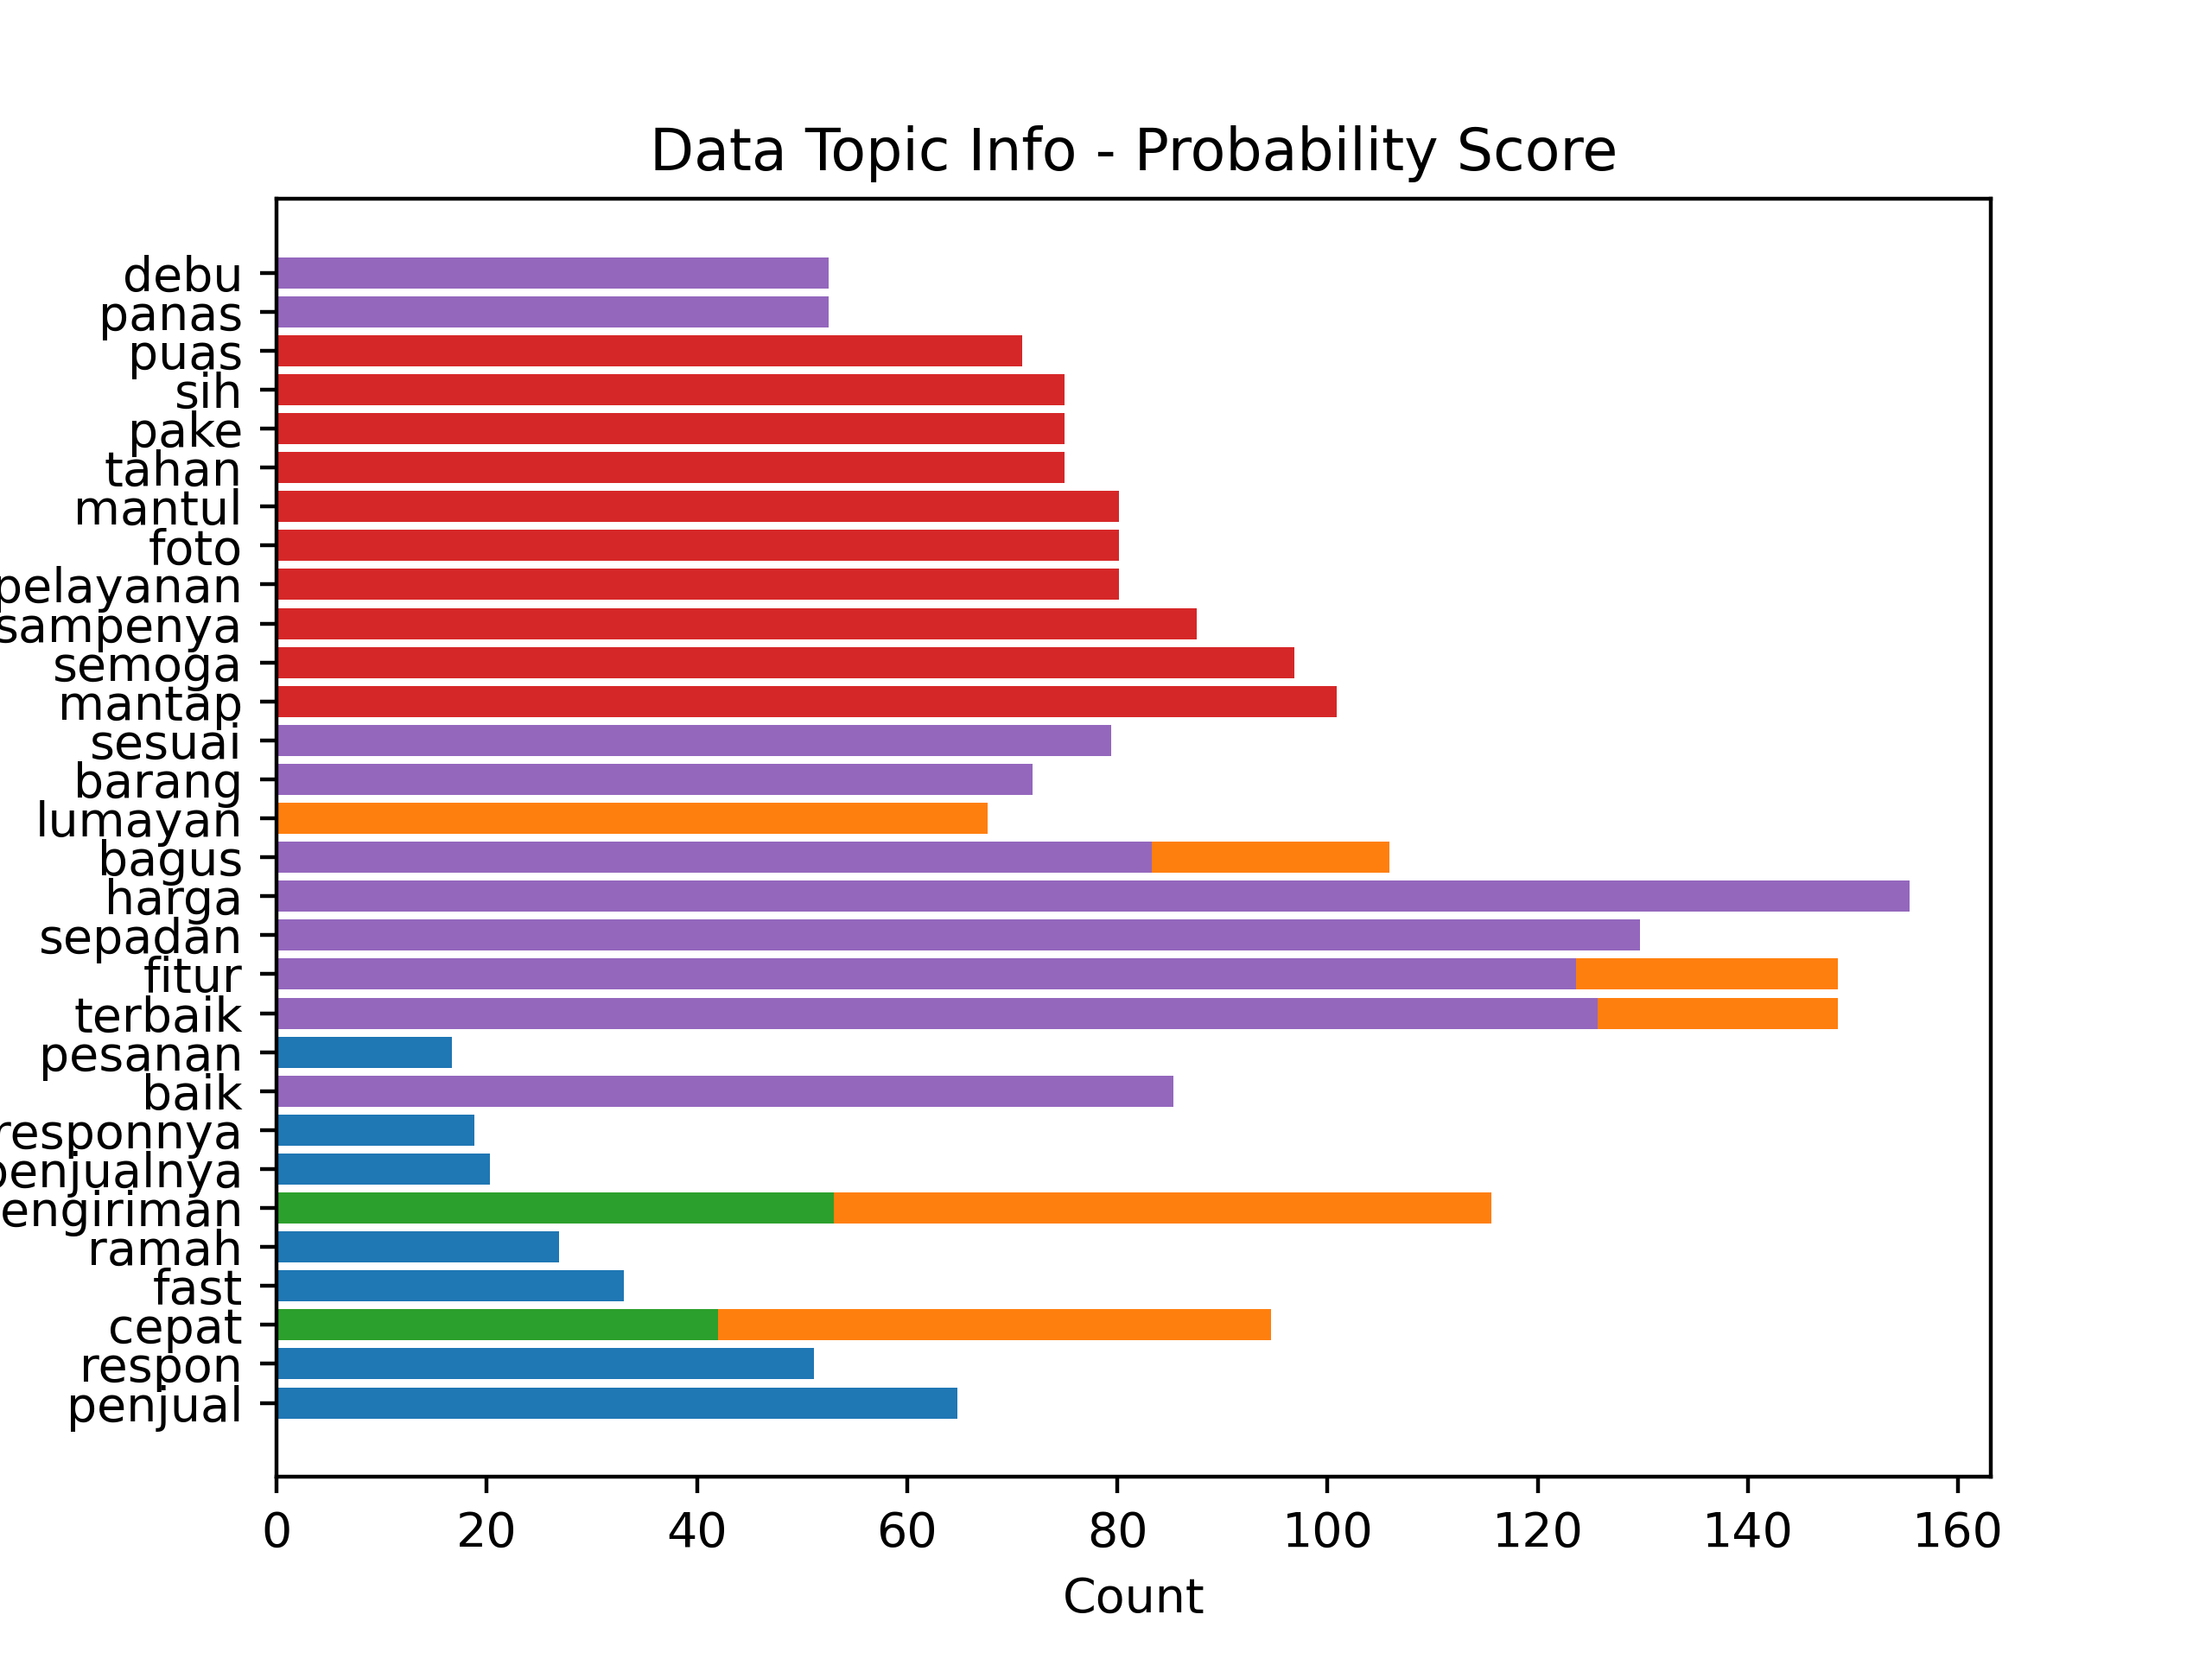 Data Topic Info - Probability Score
debu
panas
puas
sih
pake
tahan
mantul
foto
pelayanan
sampenya
semoga
mantap
sesuai
barang
lumayan
bagus
harga
sepadan
fitur
terbaik
pesanan
baik
responnya
penjualnya
engiriman
ramah
fast
cepat
respon
penjual
0 20 40 60 80 100 120 140 160
Count